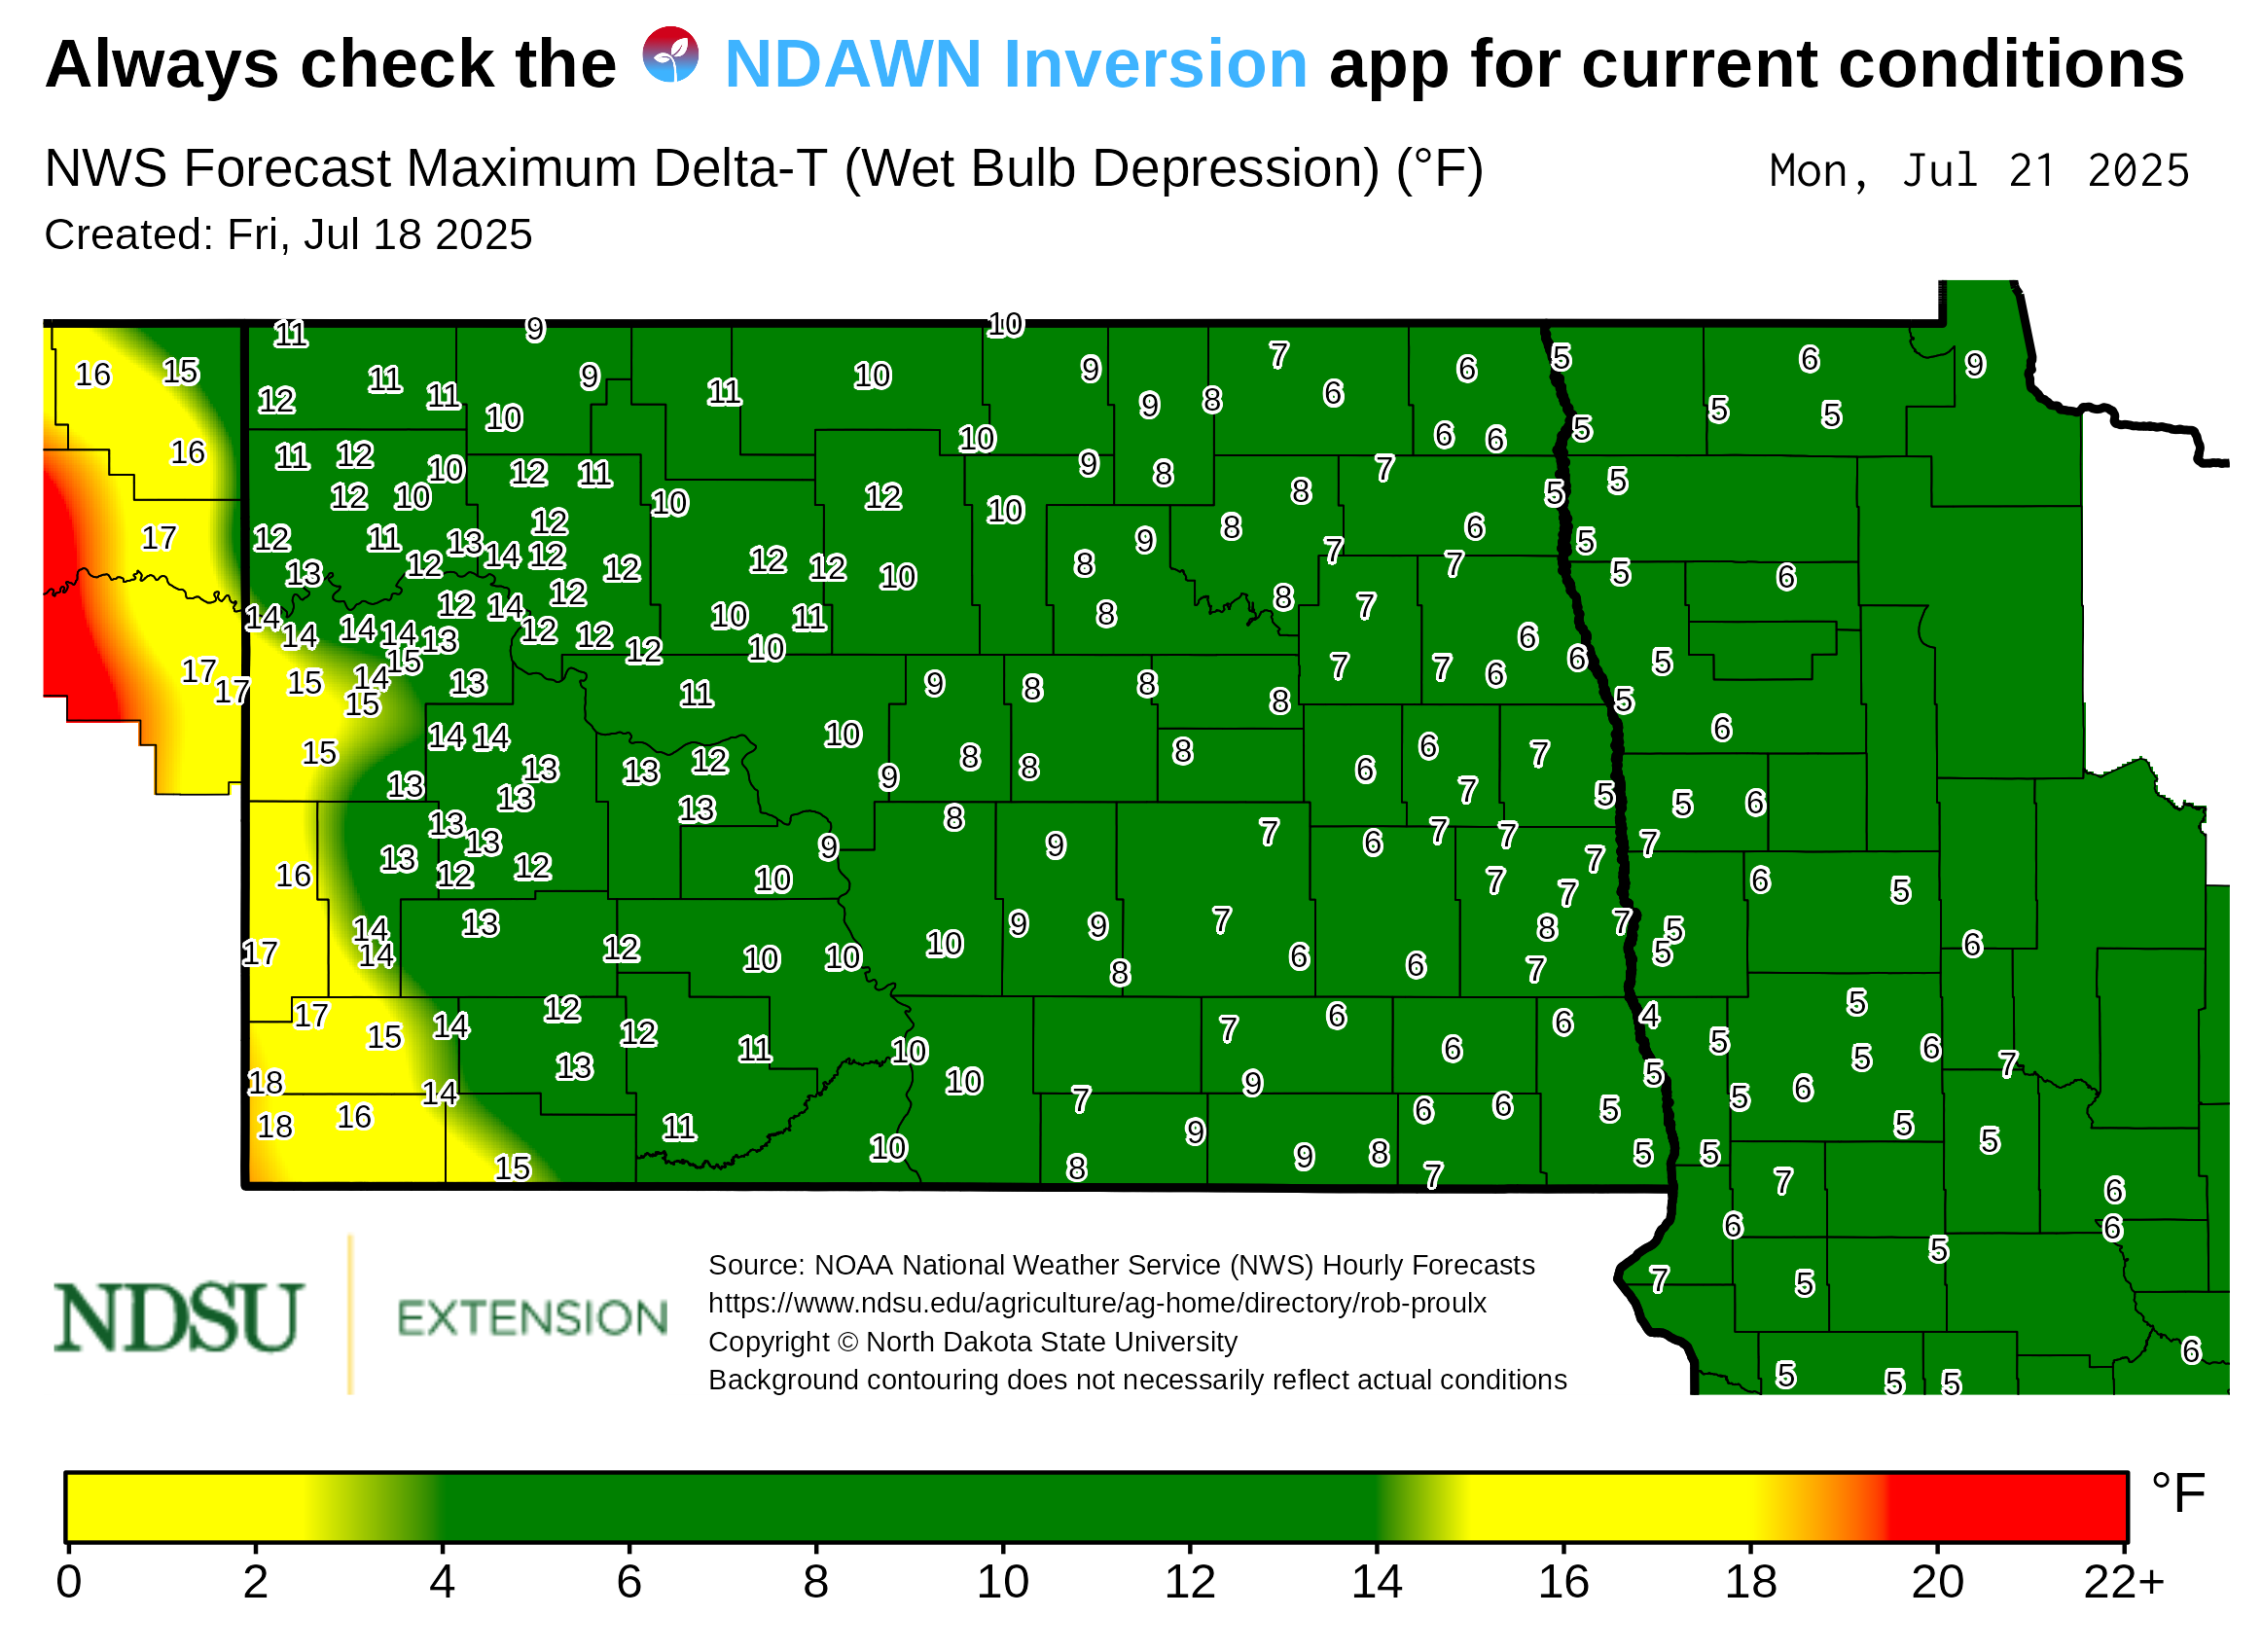 Always check the NDAWN Inversion app for current conditions
NWS Forecast Maximum Delta-T (Wet Bulb Depression) (°F) Mon, Jul 21 2025
Created: Fri, Jul 18 2025
11 9 10
16 15 11 11 9 11 10 9 7 6 5 6 9
12 11 10 9 8 6 5 5
16 11 12 10 12 11 10 9 8 6 6 5
12 10 10 12 10 8 7 5 5
17 12 11 13 14 12 12 9 8 7 6 5
13 12 12 12 12 10 8 7 5 6
14 14 14 14 13 12 14 12 10 11 8 8 7
15 12 12 12 10 6 6 5
17 17 15 14 15 13 11 9 8 8 8 7 7 6 5
15 14 14 10 8 8 8 6 6 7 6
13 13 13 13 12 13 9 7 5 5 6
13 13 8 9 7 6 7 7 7 7
16 13 12 12 9 10 7 7 6 5
17 14 14 13 12 10 10 10 9 9 8 7 6 6 8 7 7 5 5 6
17 15 14 12 12 11 10 7 6 6 6 4 5 5 5 6 7
18 13 14 10 7 9 5 5 6
18 16 11 10 9 9 8 6 6 5 5 5 5 5
15 8 7 7 6
6 6
7 5 5
NDSU EXTENSION
Source: NOAA National Weather Service (NWS) Hourly Forecasts
https://www.ndsu.edu/agriculture/ag-home/directory/rob-proulx
Copyright © North Dakota State University
Background contouring does not necessarily reflect actual conditions
6
5 5 5
°F
0 2 4 6 8 10 12 14 16 18 20 22+